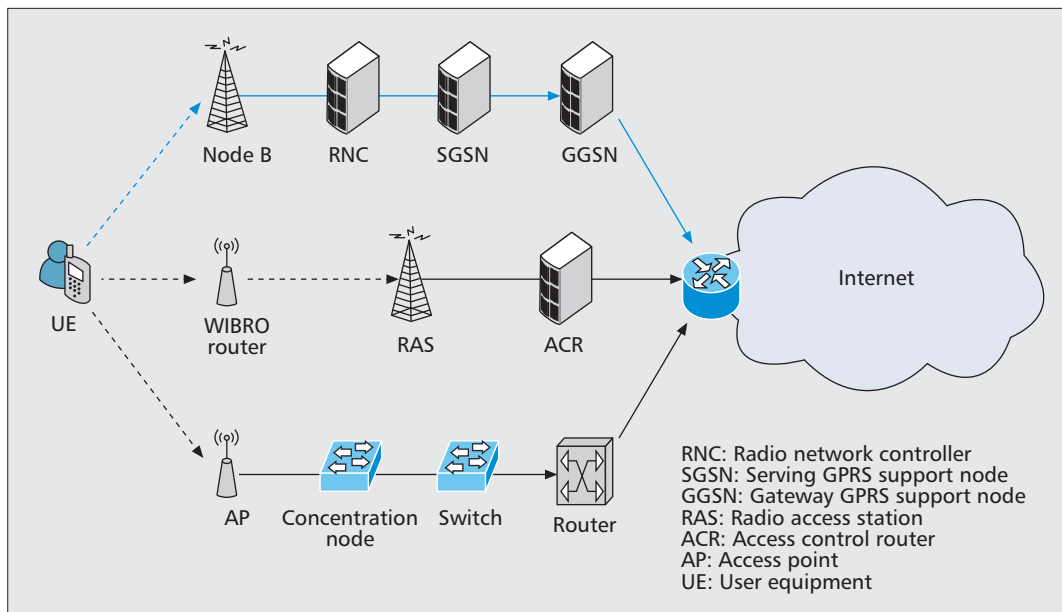 Node B
RNC
SGSN
GGSN
UE
WIBRO
router
RAS
ACR
Internet
AP
Concentration
node
Switch
Router
RNC: Radio network controller
SGSN: Serving GPRS support node
GGSN: Gateway GPRS support node
RAS: Radio access station
ACR: Access control router
AP: Access point
UE: User equipment